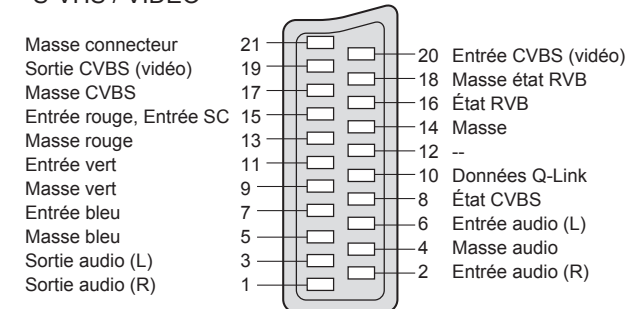 S-VHS / VIDEO
Masse connecteur 21
Sortie CVBS (vidéo) 19
Masse CVBS 17
Entrée rouge, Entrée SC 15
Masse rouge 13
Entrée vert 11
Masse vert 9
Entrée bleu 7
Masse bleu 5
Sortie audio (L) 3
Sortie audio (R) 1
20 Entrée CVBS (vidéo)
18 Masse état RVB
16 État RVB
14 Masse
12 --
10 Données Q-Link
8 État CVBS
6 Entrée audio (L)
4 Masse audio
2 Entrée audio (R)